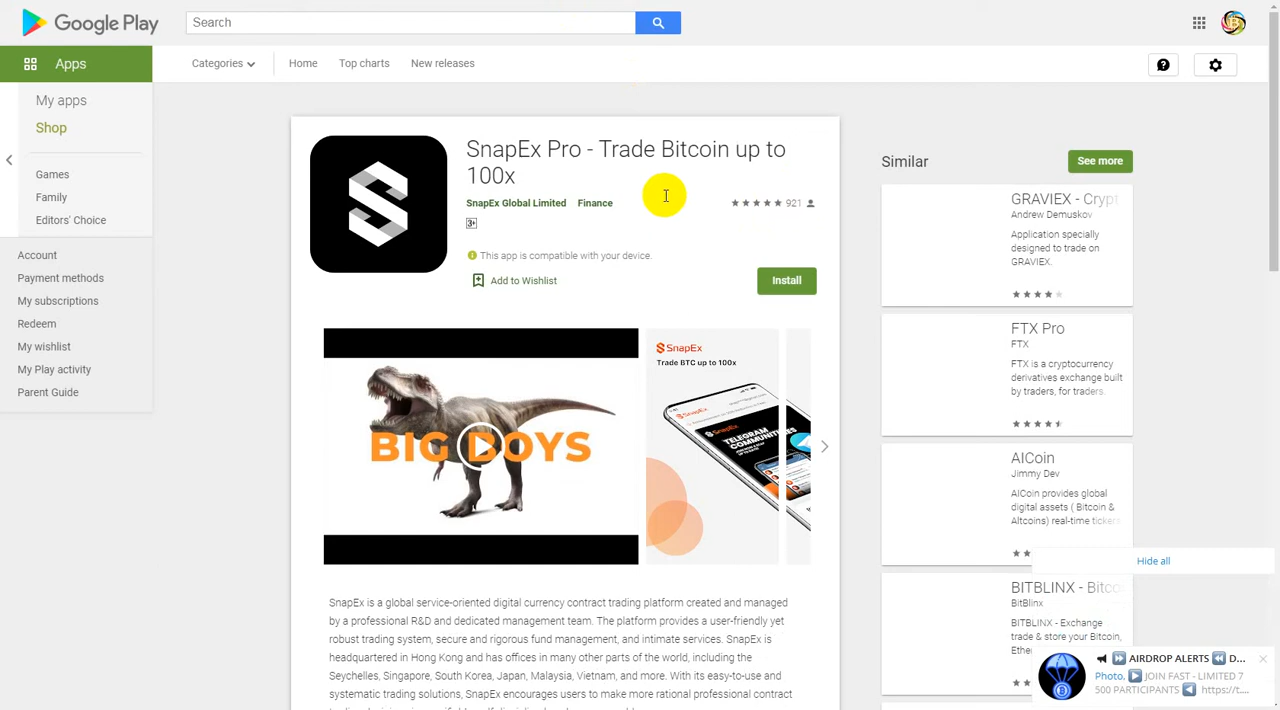 Google Play
Search
Apps
Categories
Home
Top charts
New releases
My apps
Shop
Games
Family
Editors' Choice
Account
Payment methods
My subscriptions
Redeem
My wishlist
My Play activity
Parent Guide
SnapEx Pro - Trade Bitcoin up to
100x
SnapEx Global Limited Finance
921
3+
This app is compatible with your device.
Add to Wishlist
Install
BIG BOYS
SnapEx
Trade BTC up to 100x
SnapEx
TELEGRAM
COMMUNITIES
SnapEx is a global service-oriented digital currency contract trading platform created and managed
by a professional R&D and dedicated management team. The platform provides a user-friendly yet
robust trading system, secure and rigorous fund management, and intimate services. SnapEx is
headquartered in Hong Kong and has offices in many other parts of the world, including the
Seychelles, Singapore, South Korea, Japan, Malaysia, Vietnam, and more. With its easy-to-use and
systematic trading solutions, SnapEx encourages users to make more rational professional contract
Similar
See more
GRAVIEX - Crypt
Andrew Demuskov
Application specially
designed to trade on
GRAVIEX.
FTX Pro
FTX
FTX is a cryptocurrency
derivatives exchange built
by traders, for traders.
AICoin
Jimmy Dev
AICoin provides global
digital assets ( Bitcoin &
Altcoins) real-time ticker
Hide all
BITBLINX - Bitco
BitBlinx
BITBLINX - Exchange
trade & store your Bitcoin,
Ether
AIRDROP ALERTS D...
Photo, JOIN FAST - LIMITED 7
500 PARTICIPANTS https://t....